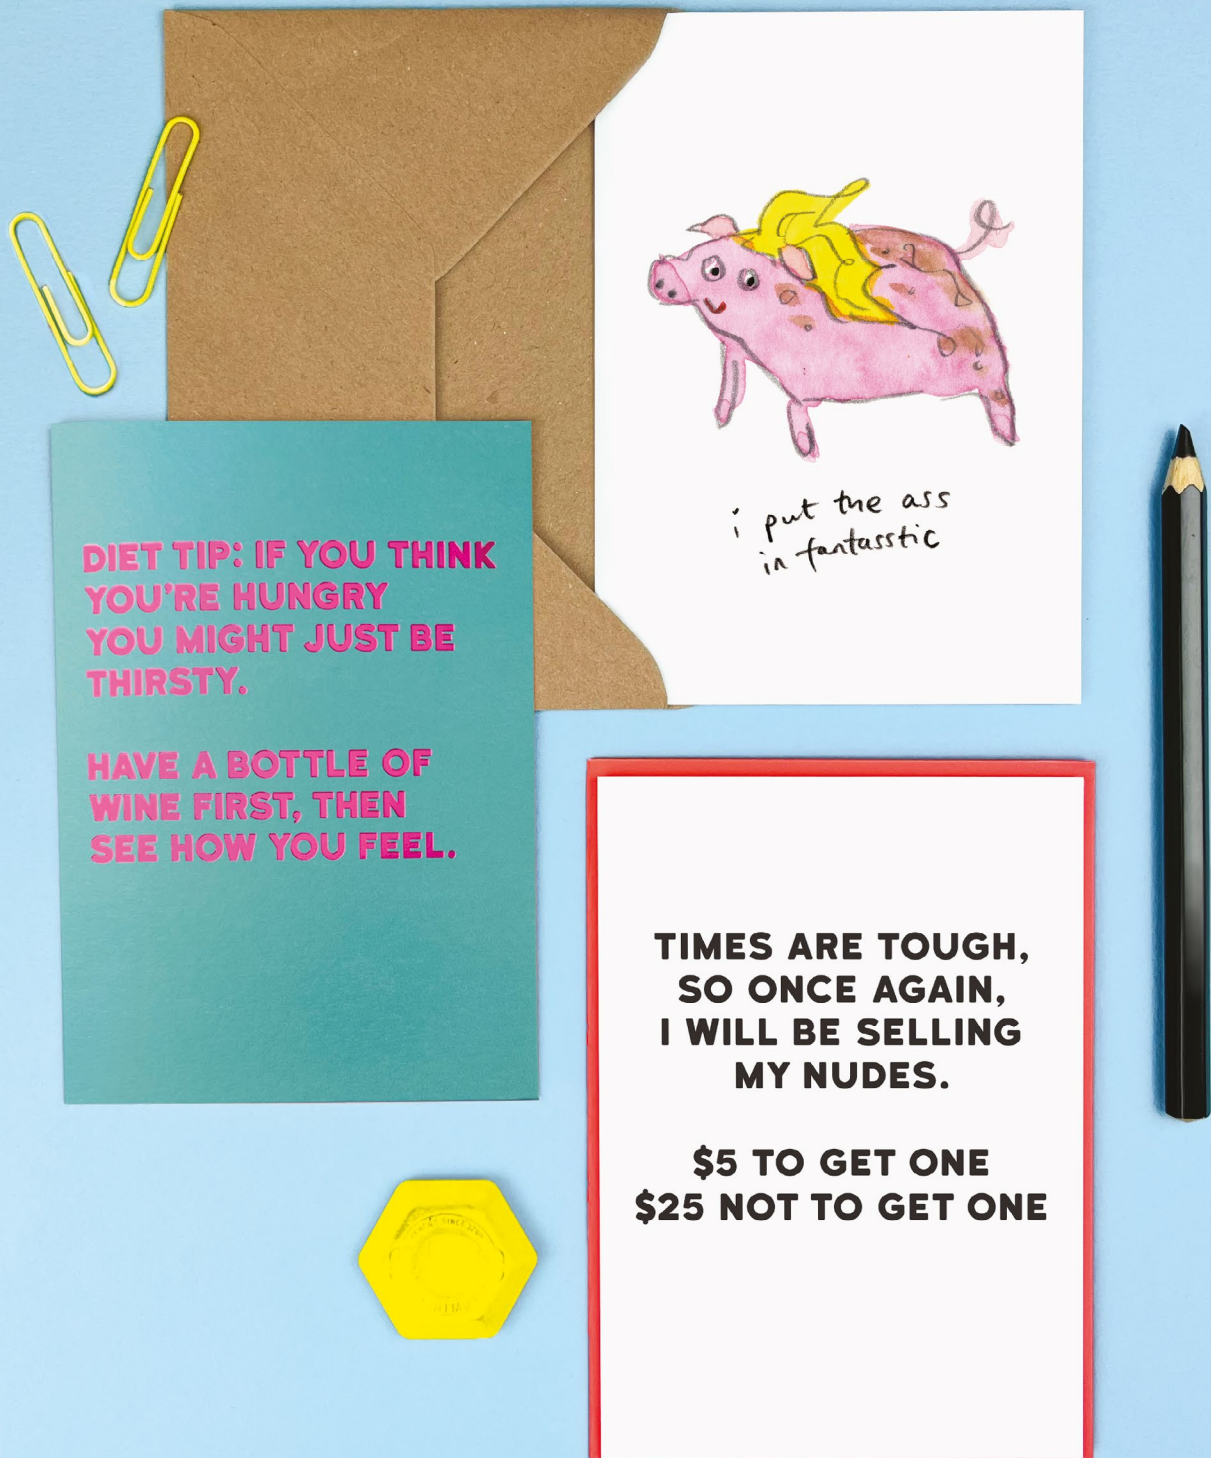 i put the ass
in fantasstic
DIET TIP: IF YOU THINK
YOU'RE HUNGRY
YOU MIGHT JUST BE
THIRSTY.
HAVE A BOTTLE OF
WINE FIRST, THEN
SEE HOW YOU FEEL.
TIMES ARE TOUGH,
SO ONCE AGAIN,
I WILL BE SELLING
MY NUDES.
$5 TO GET ONE
$25 NOT TO GET ONE